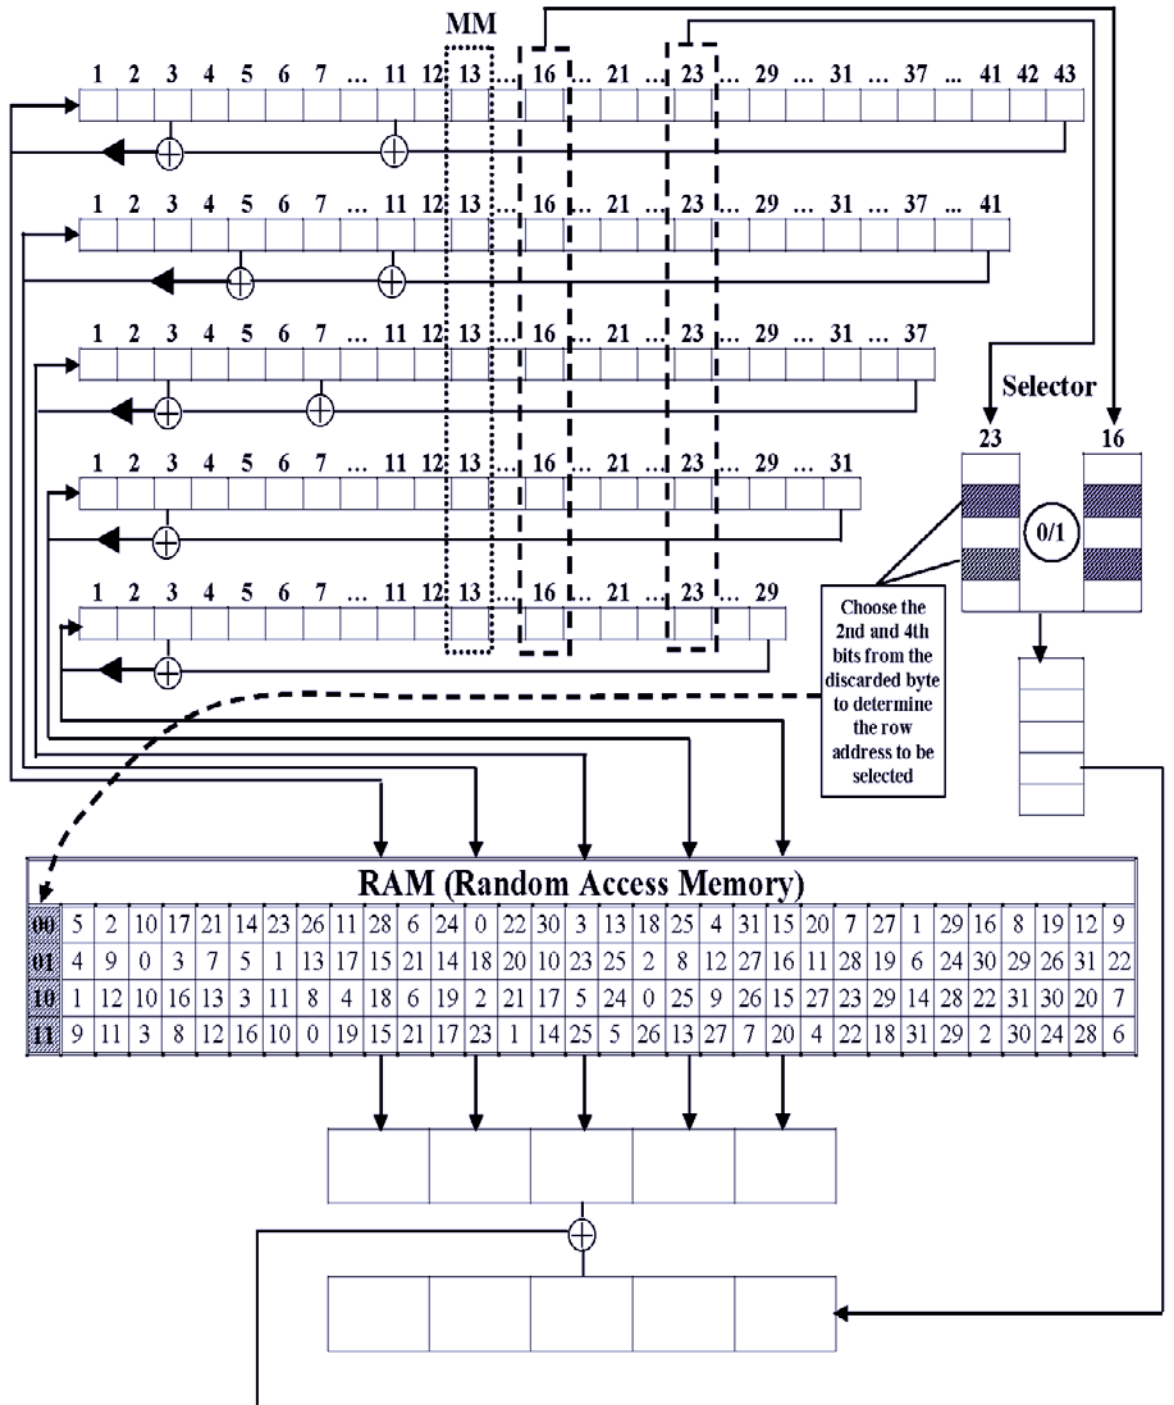 MM
1 2 3 4 5 6 7 ... 11 12 13 ... 16 ... 21 ... 23 ... 29 ... 31 ... 37 ... 41 42 43
1 2 3 4 5 6 7 ... 11 12 13 ... 16 ... 21 ... 23 ... 29 ... 31 ... 37 ... 41
1 2 3 4 5 6 7 ... 11 12 13 ... 16 ... 21 ... 23 ... 29 ... 31 ... 37
Selector
23 16
1 2 3 4 5 6 7 ... 11 12 13 ... 16 ... 21 ... 23 ... 29 ... 31
0/1
1 2 3 4 5 6 7 ... 11 12 13 ... 16 ... 21 ... 23 ... 29
Choose the
2nd and 4th
bits from the
discarded byte
to determine
the row
address to be
selected
RAM (Random Access Memory)
00 5 2 10 17 21 14 23 26 11 28 6 24 0 22 30 3 13 18 25 4 31 15 20 7 27 1 29 16 8 19 12 9
01 4 9 0 3 7 5 1 13 17 15 21 14 18 20 10 23 25 2 8 12 27 16 11 28 19 6 24 30 29 26 31 22
10 1 12 10 16 13 3 11 8 4 18 6 19 2 21 17 5 24 0 25 9 26 15 27 23 29 14 28 22 31 30 20 7
11 9 11 3 8 12 16 10 0 19 15 21 17 23 1 14 25 5 26 13 27 7 20 4 22 18 31 29 2 30 24 28 6